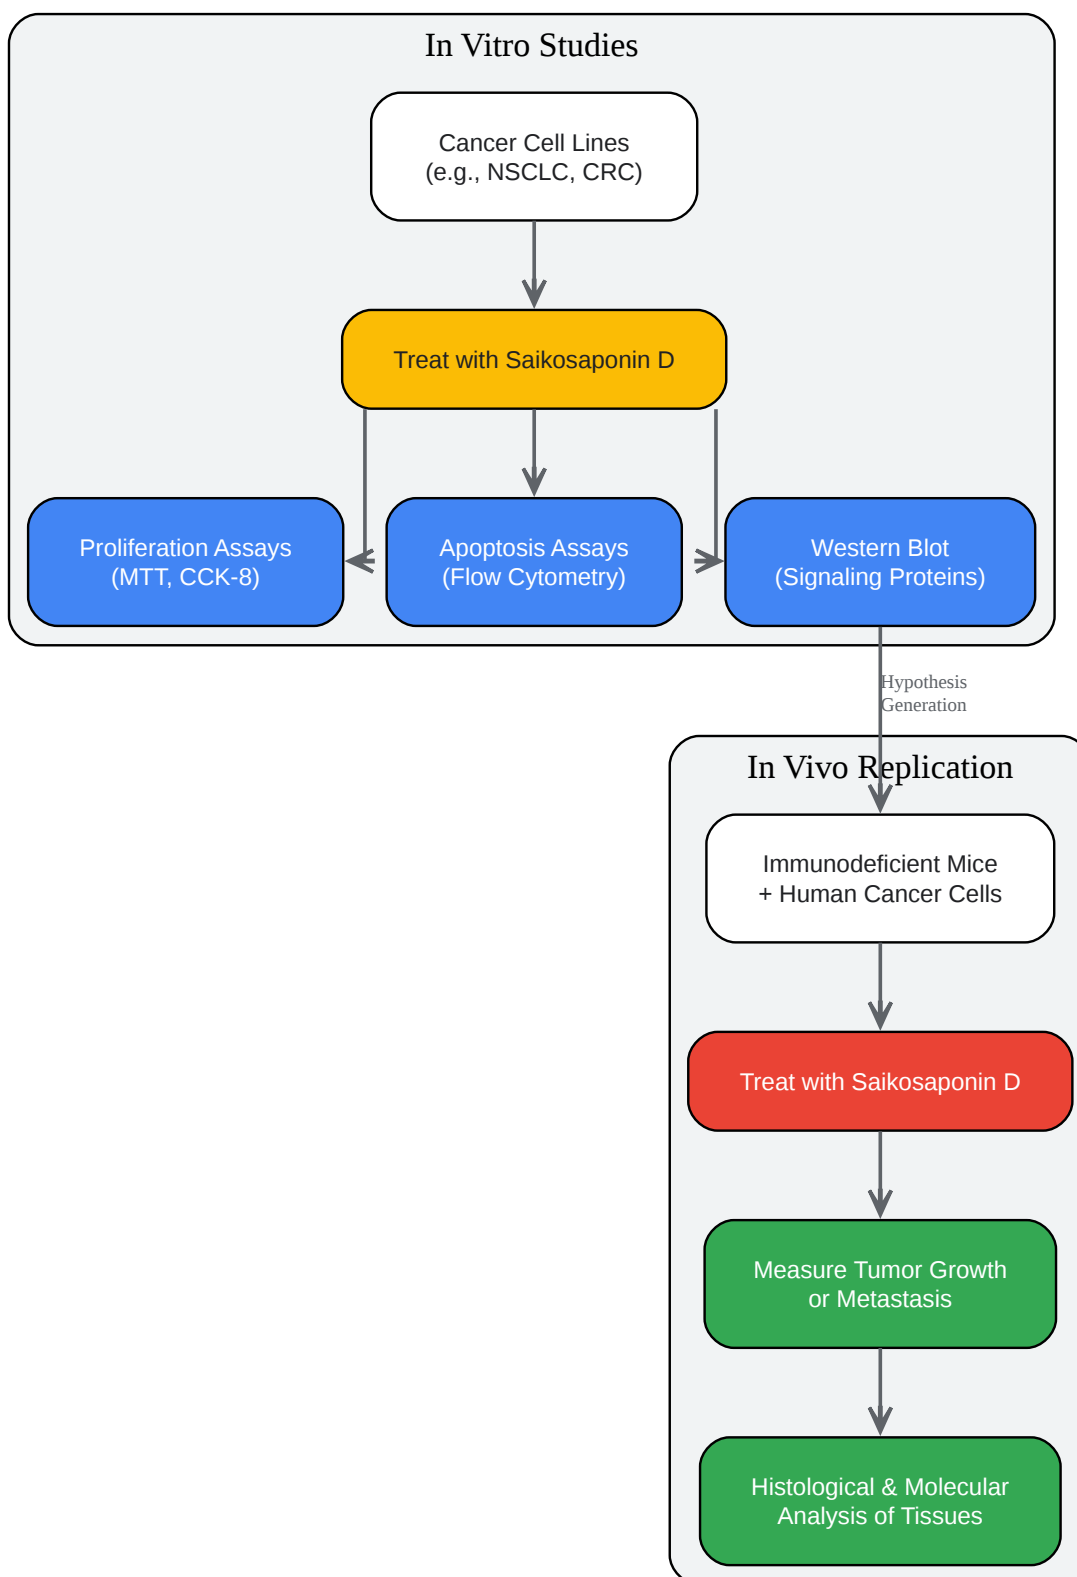 In Vitro Studies
Cancer Cell Lines
(e.g., NSCLC, CRC)
Treat with Saikosaponin D
Proliferation Assays
(MTT, CCK-8)
Apoptosis Assays
(Flow Cytometry)
Western Blot
(Signaling Proteins)
Hypothesis
Generation
In Vivo Replication
Immunodeficient Mice
+ Human Cancer Cells
Treat with Saikosaponin D
Measure Tumor Growth
or Metastasis
Histological & Molecular
Analysis of Tissues